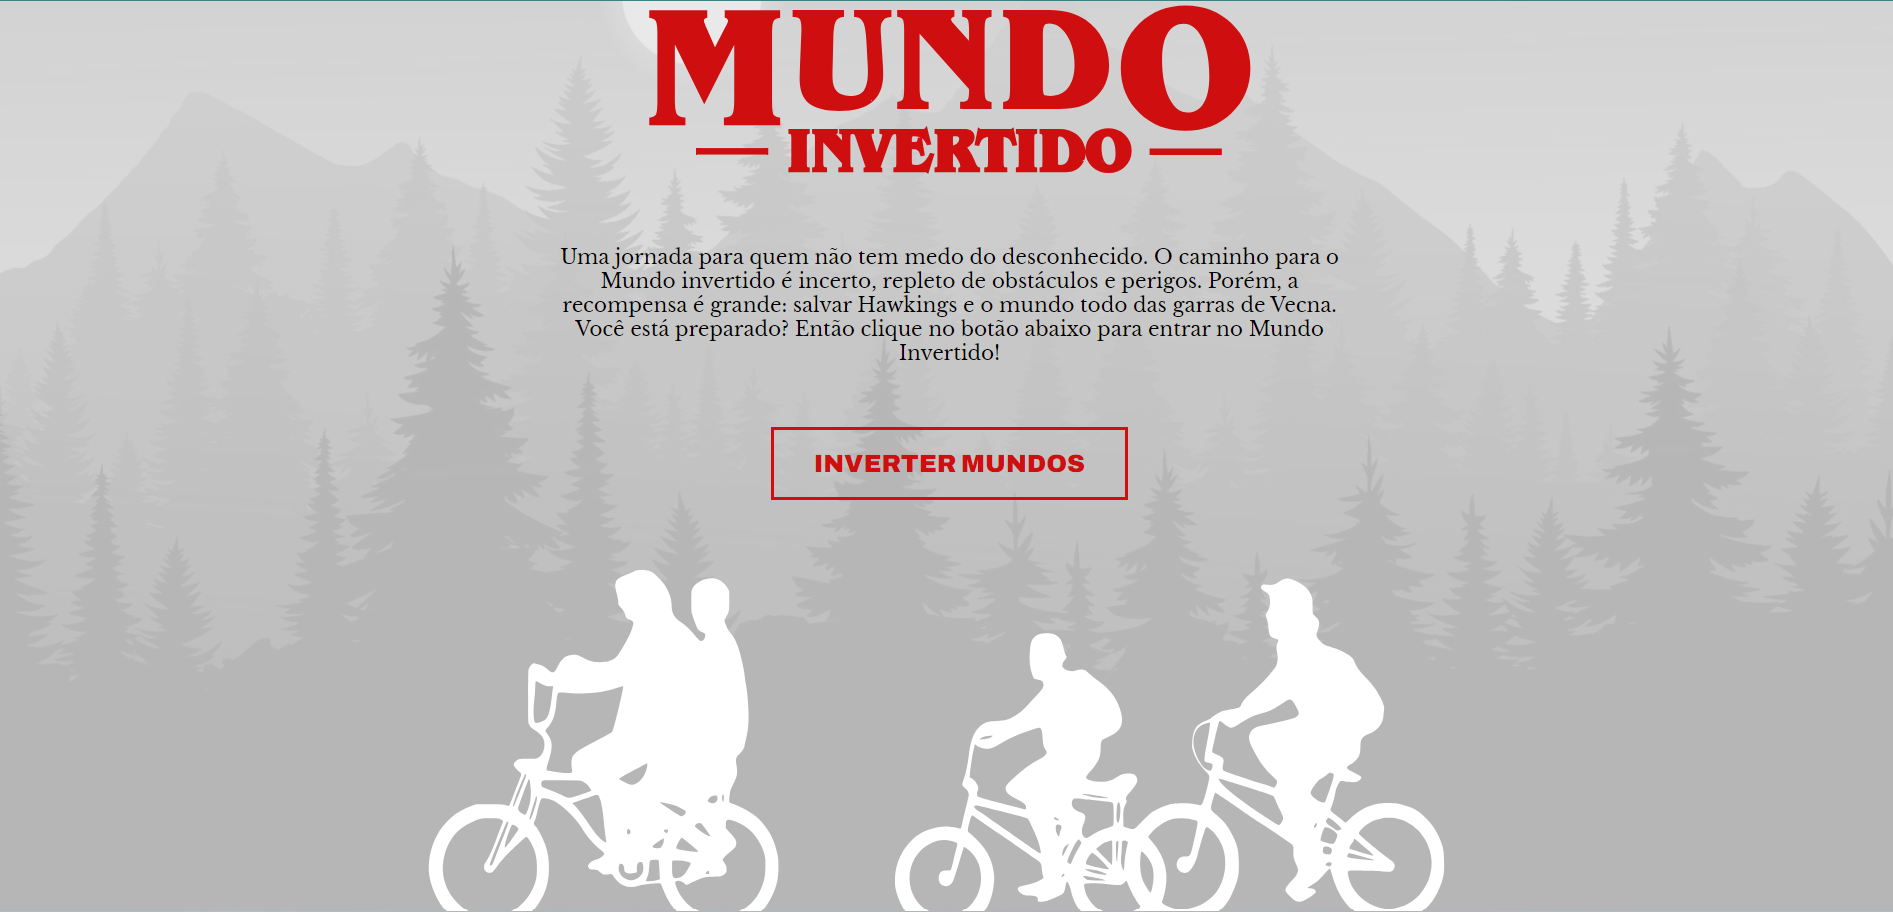 MUNDO
INVERTIDO
Uma jornada para quem não tem medo do desconhecido. O caminho para o
Mundo invertido é incerto, repleto de obstáculos e perigos. Porém, a
recompensa é grande: salvar Hawkings e o mundo todo das garras de Vecna.
Você está preparado? Então clique no botão abaixo para entrar no Mundo
Invertido!
INVERTER MUNDOS